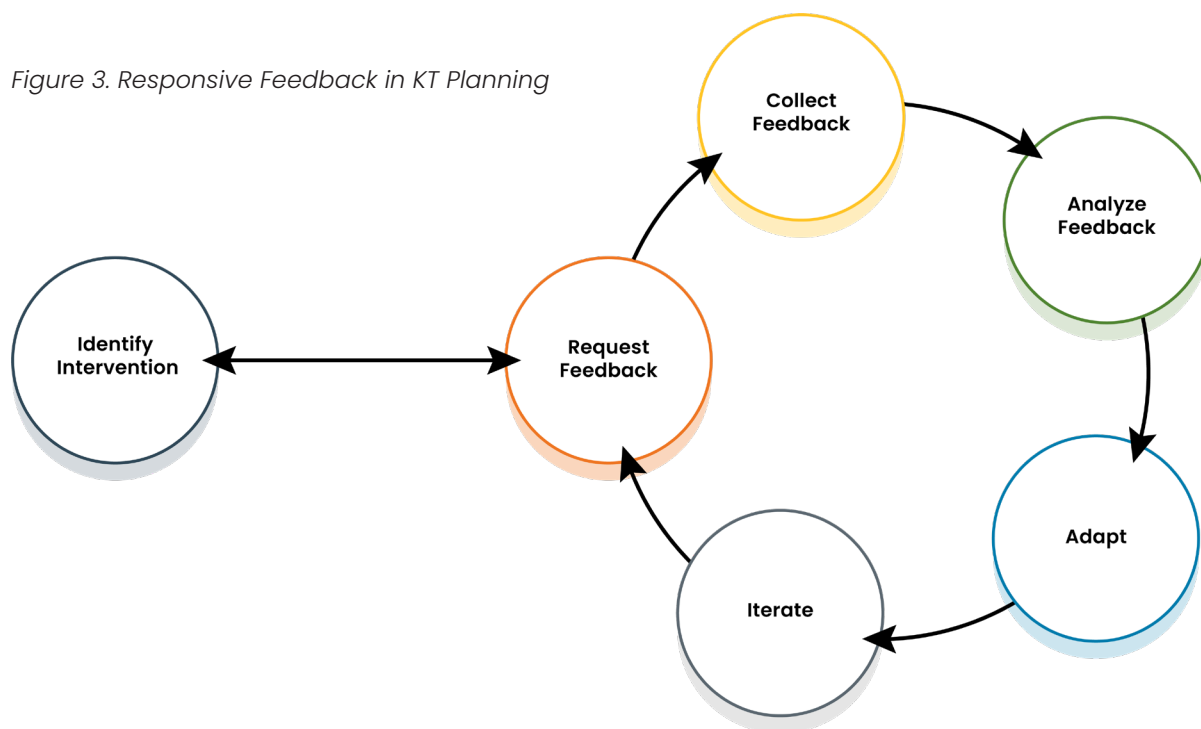 Figure 3. Responsive Feedback in KT Planning
Collect
Feedback
Analyze
Feedback
Identify
Intervention
Request
Feedback
Adapt
Iterate